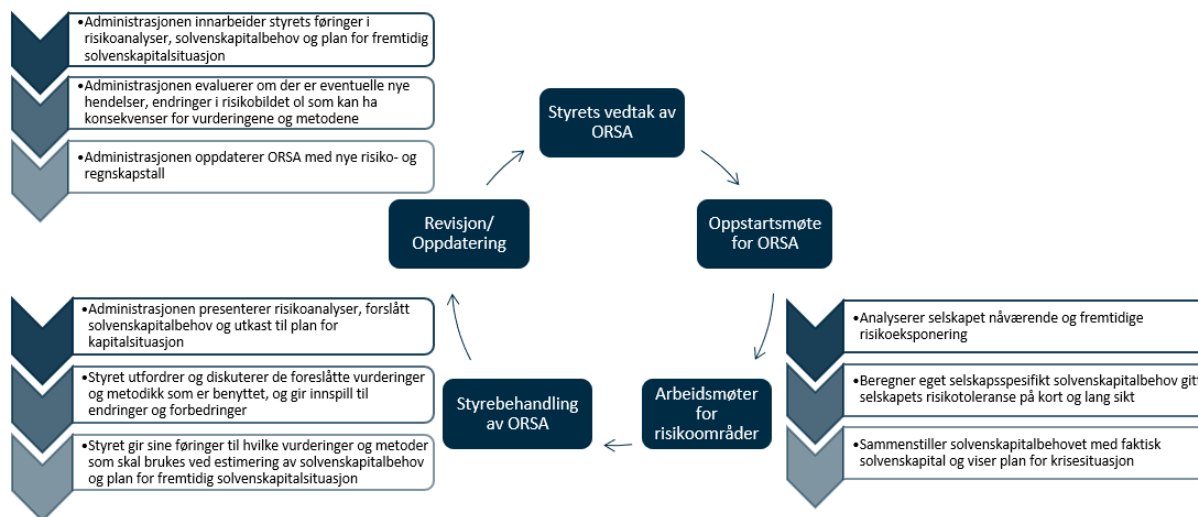 •Administrasjonen innarbeider styrets føringer i
risikoanalyser, solvenskapitalbehov og plan for fremtidig
solvenskapitalsituasjon
•Administrasjonen evaluerer om der er eventuelle nye
hendelser, endringer i risikobildet ol som kan ha
konsekvenser for vurderingene og metodene
•Administrasjonen oppdaterer ORSA med nye risiko- og
regnskapstall
Styrets vedtak av
ORSA
Revisjon/
Oppdatering
Oppstartsmøte
for ORSA
•Administrasjonen presenterer risikoanalyser, forslått
solvenskapitalbehov og utkast til plan for
kapitalsituasjon
•Styret utfordrer og diskuterer de foreslåtte vurderinger
og metodikk som er benyttet, og gir innspill til
endringer og forbedringer
•Styret gir sine føringer til hvilke vurderinger og metoder
som skal brukes ved estimering av solvenskapitalbehov
og plan for fremtidig solvenskapitalsituasjon
Styrebehandling
av ORSA
Arbeidsmøter
for
risikoområder
•Analyserer selskapet nåværende og fremtidige
risikoeksponering
•Beregner eget selskapsspesifikt solvenskapitalbehov gitt
selskapets risikotoleranse på kort og lang sikt
•Sammenstiller solvenskapitalbehovet med faktisk
solvenskapital og viser plan for krisesituasjon